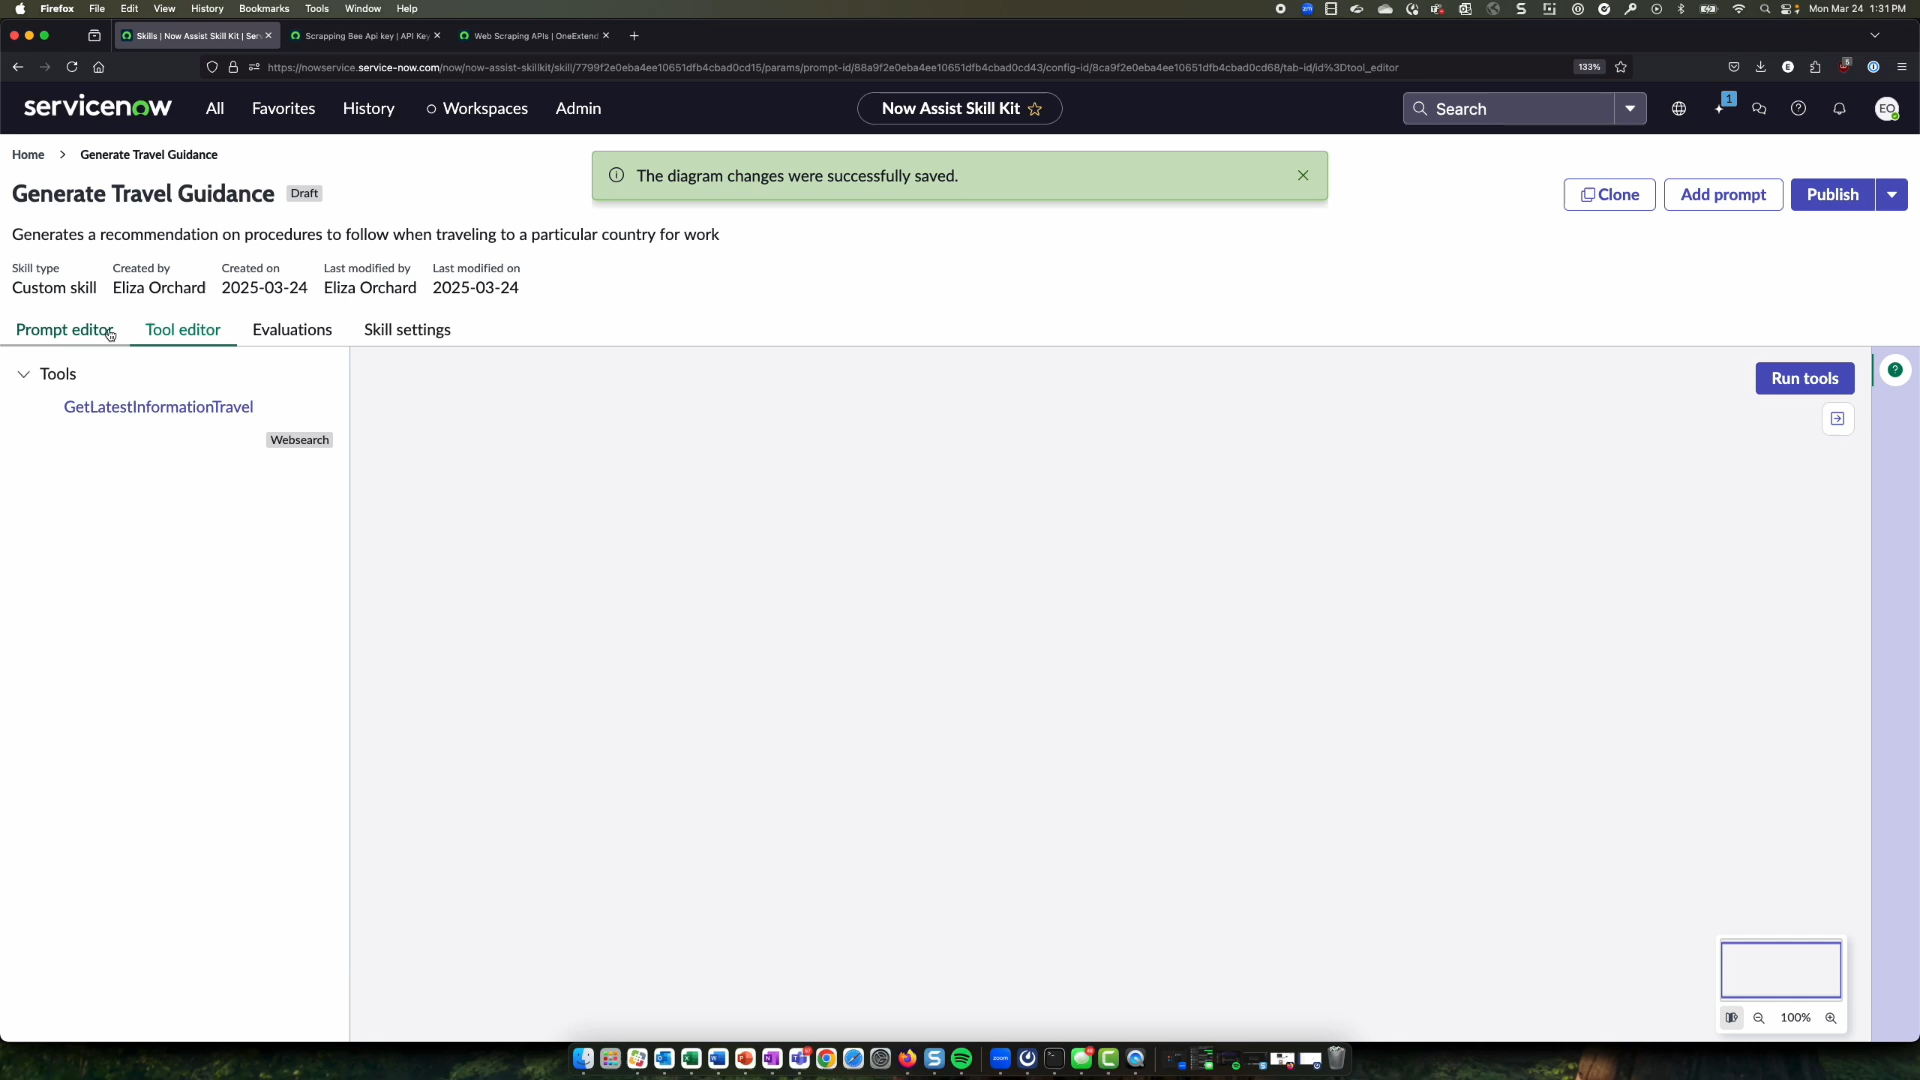 Firefox File Edit View History Bookmarks Tools Window Help Mon Mar 24 1:31 PM
Skills | Now Assist Skill Kit | Ser Scrapping Bee Api key | API Key Web Scraping APIs | OneExtend
https://nowservice.service-now.com/now/now-assist-skillkit/skill/7799f2e0eba4ee10651dfb4cbad0cd15/params/prompt-id/88a9f2e0eba4ee10651dfb4cbad0cd43/config-id/8ca9f2e0eba4ee10651dfb4cbad0cd68/tab-id/id%3Dtool_editor 133%
servicenow All Favorites History Workspaces Admin Now Assist Skill Kit Search 1 EO
Home > Generate Travel Guidance
The diagram changes were successfully saved.
Generate Travel Guidance Draft Clone Add prompt Publish
Generates a recommendation on procedures to follow when traveling to a particular country for work
Skill type Created by Created on Last modified by Last modified on
Custom skill Eliza Orchard 2025-03-24 Eliza Orchard 2025-03-24
Prompt editor Tool editor Evaluations Skill settings
Tools Run tools
GetLatestInformationTravel
Websearch
100%